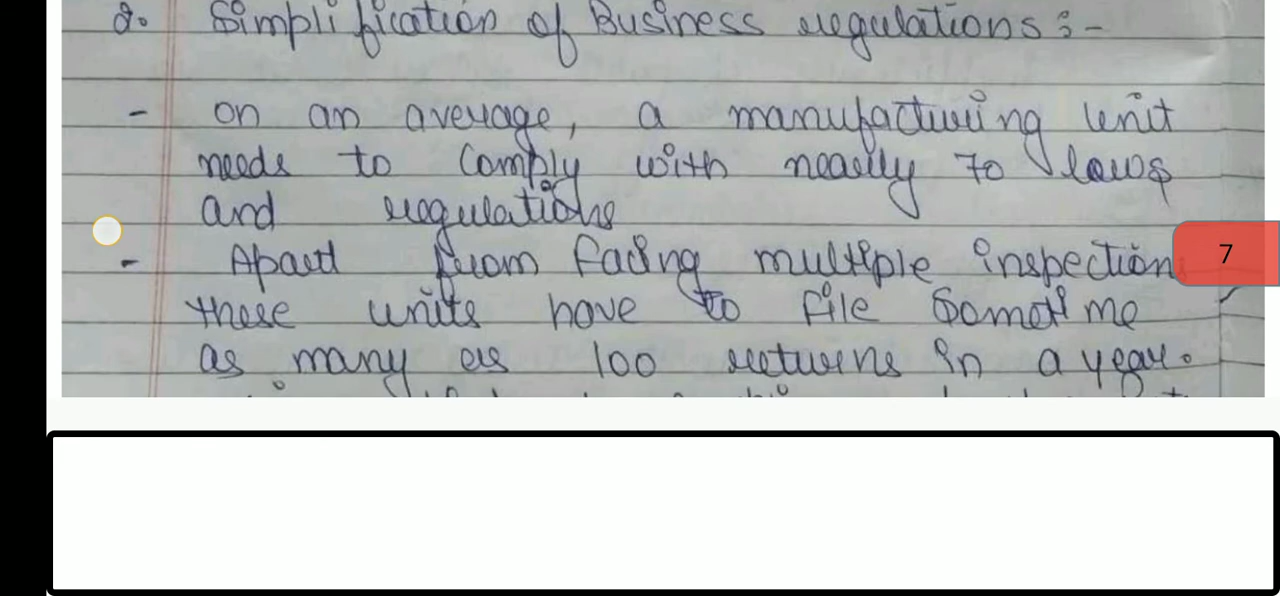 2. Simplification of Business regulations :-
- on an average, a manufacturing unit
needs to comply with nearly 70 laws
and regulations
- Apart from facing multiple inspection
7
these units have to file Sometime
as many as 100 returns in a year.